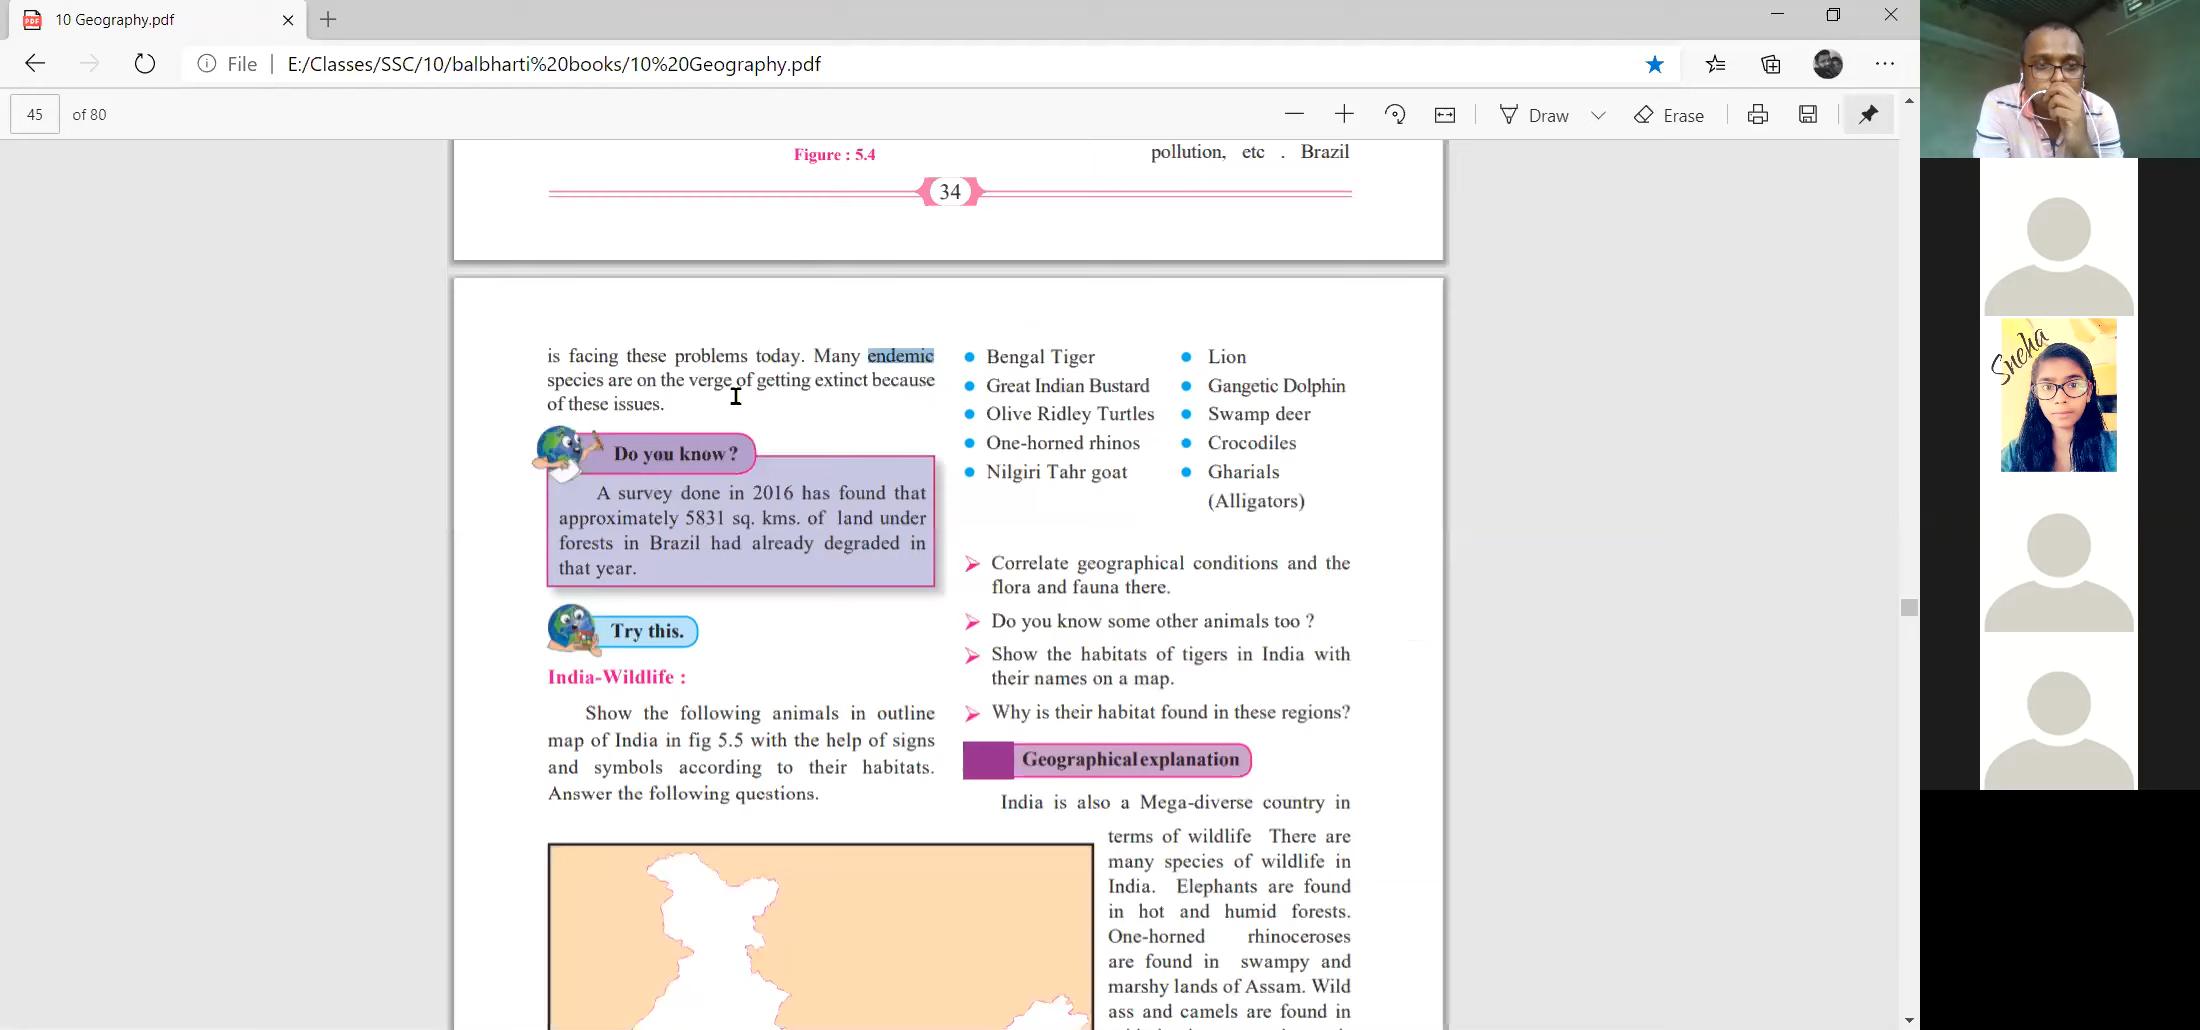 10 Geography.pdf
File
E:/Classes/SSC/10/balbharti%20books/10%20Geography.pdf
45 of 80
Draw
Erase
Figure : 5.4
pollution, etc . Brazil
34
is facing these problems today. Many endemic
species are on the verge of getting extinct because
of these issues.
Do you know?
A survey done in 2016 has found that
approximately 5831 sq. kms. of land under
forests in Brazil had already degraded in
that year.
Try this.
India-Wildlife :
Show the following animals in outline
map of India in fig 5.5 with the help of signs
and symbols according to their habitats.
Answer the following questions.
Bengal Tiger
Great Indian Bustard
Olive Ridley Turtles
One-horned rhinos
Nilgiri Tahr goat
Lion
Gangetic Dolphin
Swamp deer
Crocodiles
Gharials
(Alligators)
Correlate geographical conditions and the
flora and fauna there.
Do you know some other animals too ?
Show the habitats of tigers in India with
their names on a map.
Why is their habitat found in these regions?
Geographical explanation
India is also a Mega-diverse country in
terms of wildlife There are
many species of wildlife in
India. Elephants are found
in hot and humid forests.
One-horned rhinoceroses
are found in swampy and
marshy lands of Assam. Wild
ass and camels are found in
Sneha